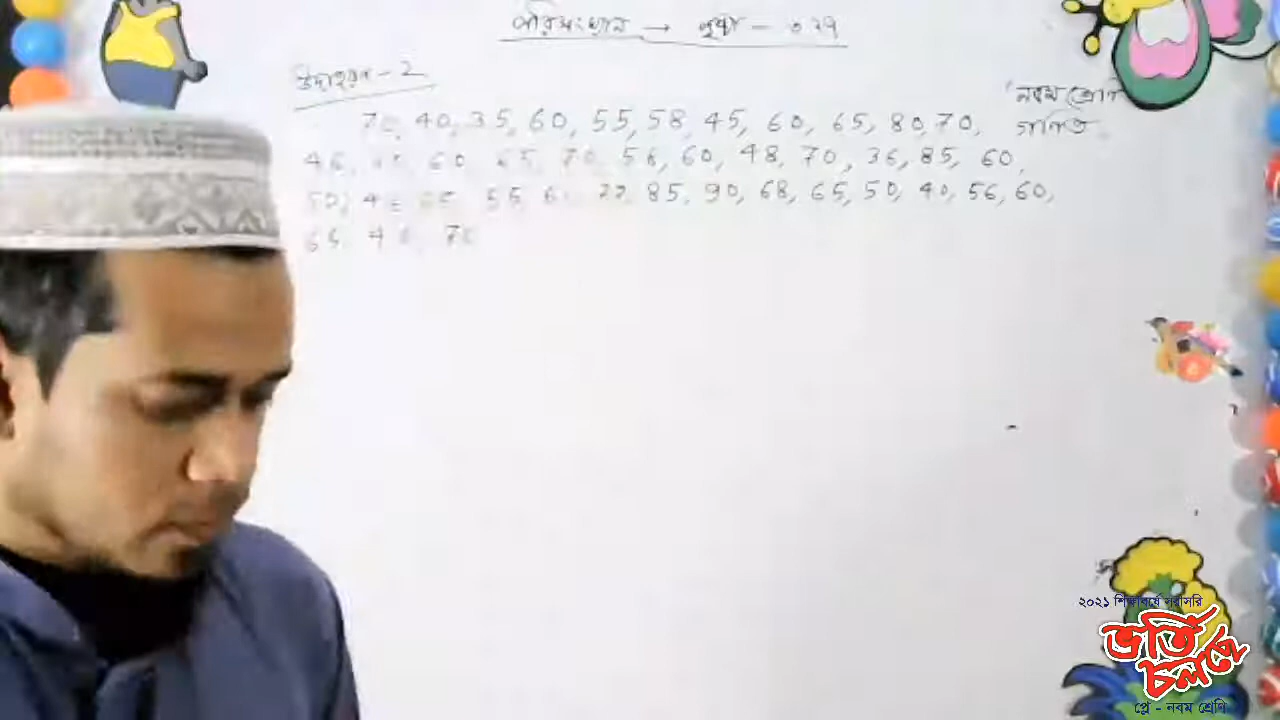 পরিসংখ্যান → পৃষ্ঠা - ৩২৭
উদাহরণ - 2
নবম শ্রেণি
গণিত
70, 40, 35, 60, 55, 58, 45, 60, 65, 80, 70,
46, 60, 65, 70, 56, 60, 48, 70, 36, 85, 60,
50, 55, 85, 90, 68, 65, 50, 40, 56, 60,
65, 70
২০২১ শিক্ষাবর্ষে সরাসরি
ভর্তি
চলছে
প্লে - নবম শ্রেণি